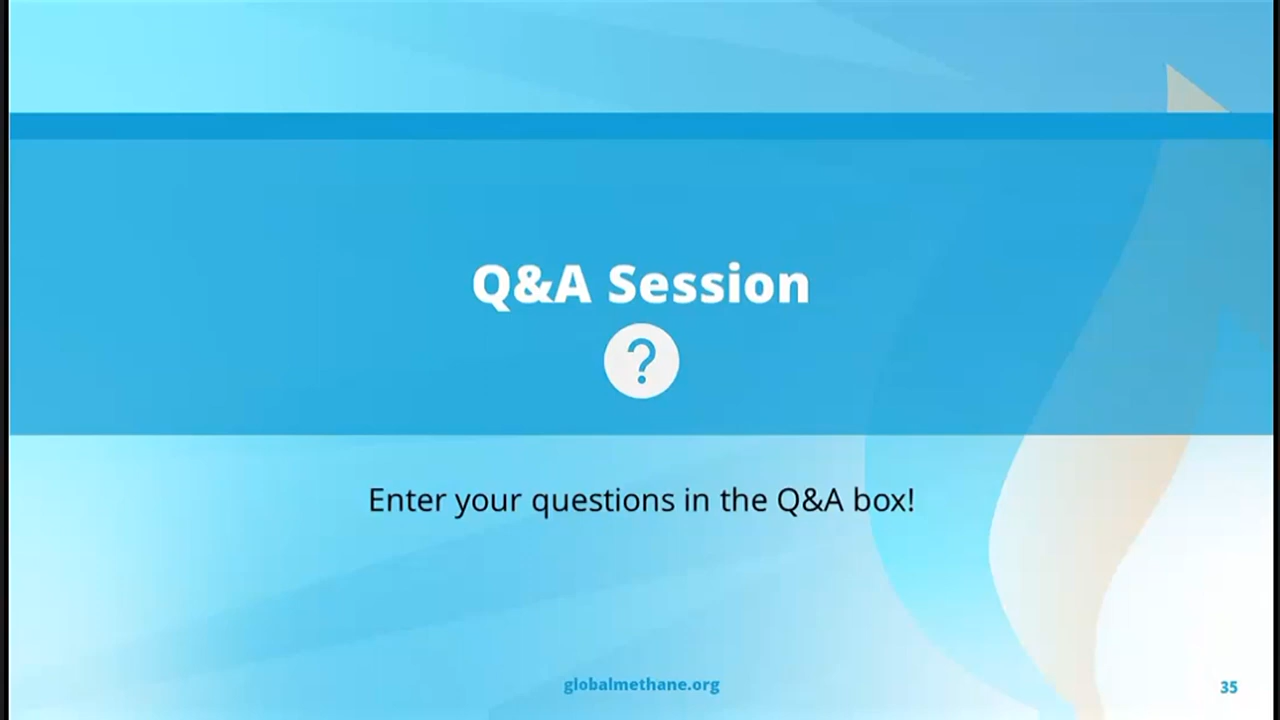 Q&A Session
?
Enter your questions in the Q&A box!
globalmethane.org
35